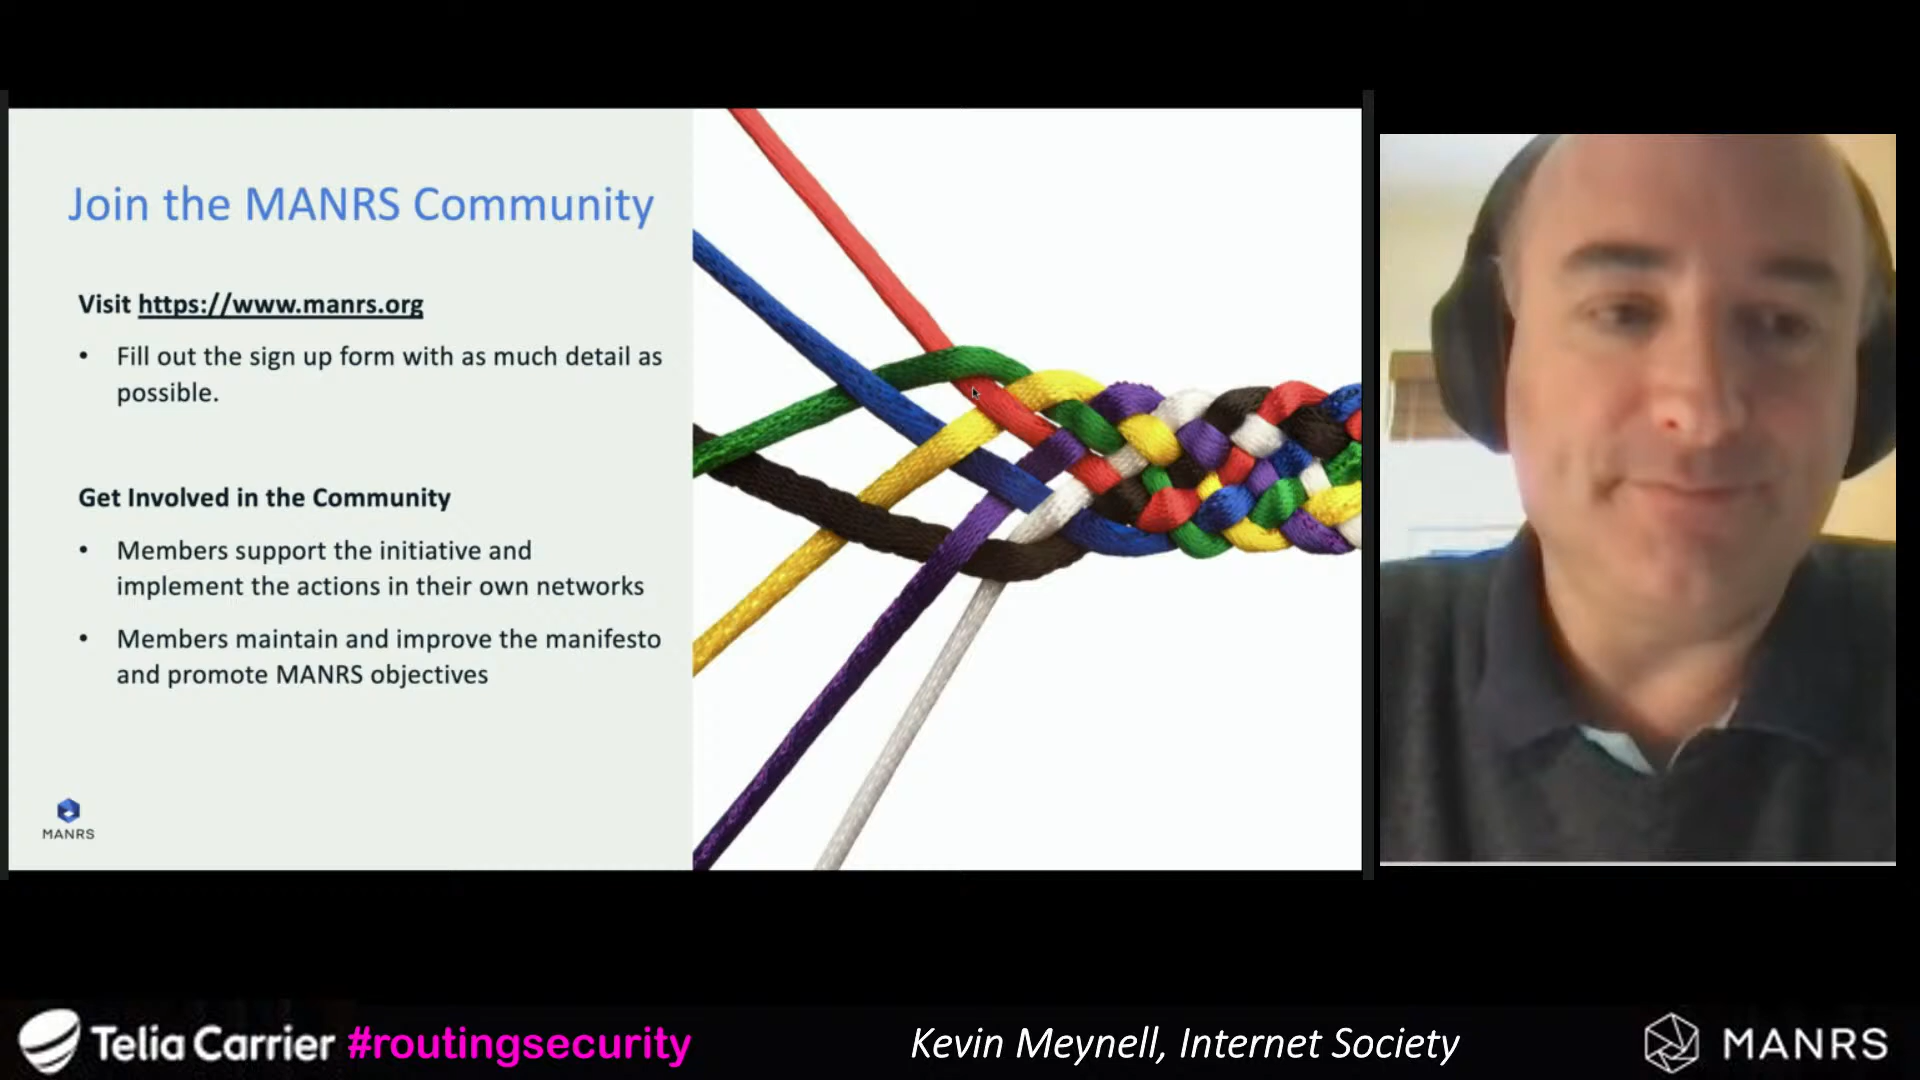 Join the MANRS Community
Visit https://www.manrs.org
• Fill out the sign up form with as much detail as
possible.
Get Involved in the Community
• Members support the initiative and
implement the actions in their own networks
• Members maintain and improve the manifesto
and promote MANRS objectives
MANRS
Telia Carrier #routingsecurity
Kevin Meynell, Internet Society
MANRS